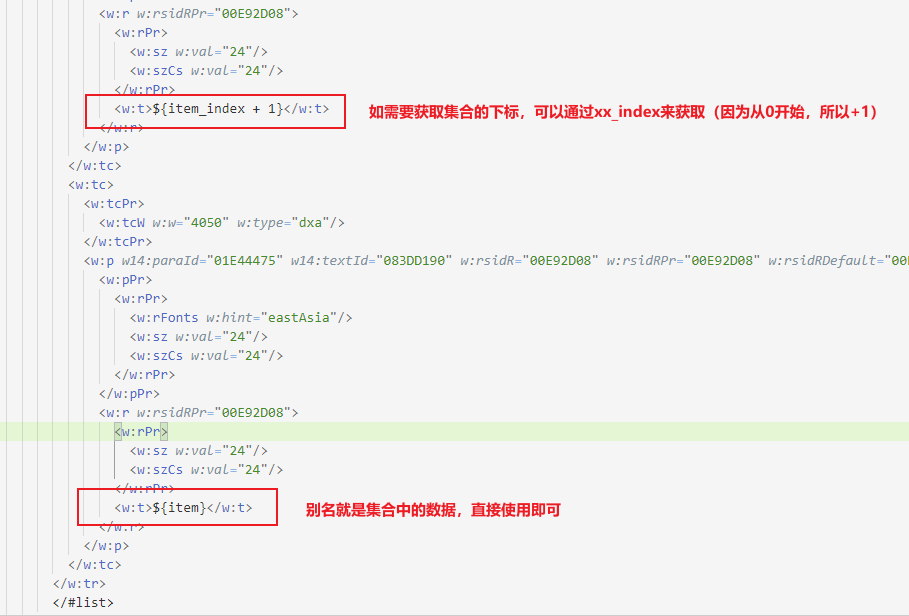 <w:r w:rsidRPr="00E92D08">
<w:rPr>
<w:sz w:val="24"/>
<w:szCs w:val="24"/>
</w:rPr>
<w:t>${item_index + 1}</w:t> 如需要获取集合的下标，可以通过xx_index来获取（因为从0开始，所以+1）
</w:r>
</w:p>
</w:tc>
<w:tc>
<w:tcPr>
<w:tcW w:w="4050" w:type="dxa"/>
</w:tcPr>
<w:p w14:paraId="01E44475" w14:textId="083DD190" w:rsidR="00E92D08" w:rsidRPr="00E92D08" w:rsidRDefault="00
<w:pPr>
<w:rPr>
<w:rFonts w:hint="eastAsia"/>
<w:sz w:val="24"/>
<w:szCs w:val="24"/>
</w:rPr>
</w:pPr>
<w:r w:rsidRPr="00E92D08">
<w:rPr>
<w:sz w:val="24"/>
<w:szCs w:val="24"/>
</w:rPr>
<w:t>${item}</w:t> 别名就是集合中的数据，直接使用即可
</w:r>
</w:p>
</w:tc>
</w:tr>
</#list>